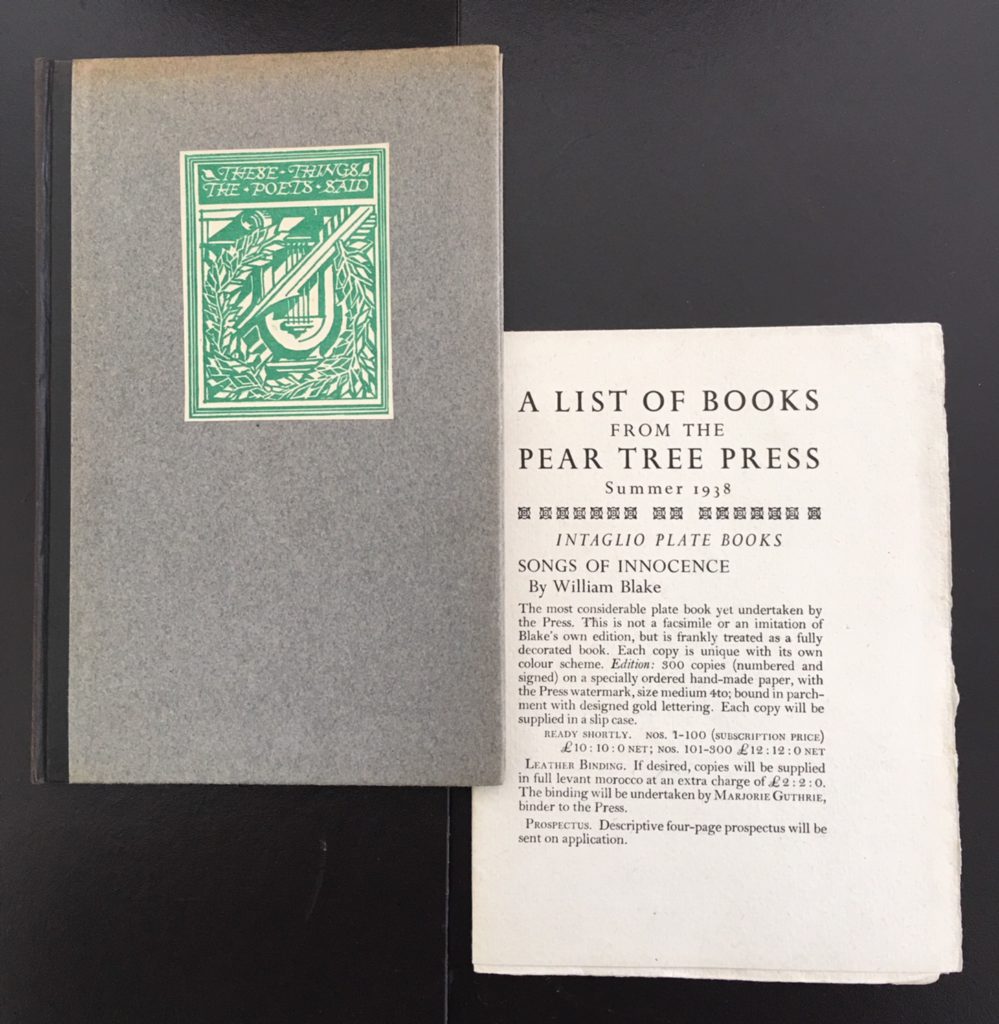 THESE · THINGS
THE · POETS · SAID
A LIST OF BOOKS
FROM THE
PEAR TREE PRESS
Summer 1938
INTAGLIO PLATE BOOKS
SONGS OF INNOCENCE
By William Blake
The most considerable plate book yet undertaken by
the Press. This is not a facsimile or an imitation of
Blake's own edition, but is frankly treated as a fully
decorated book. Each copy is unique with its own
colour scheme. Edition: 300 copies (numbered and
signed) on a specially ordered hand-made paper, with
the Press watermark, size medium 4to; bound in parch-
ment with designed gold lettering. Each copy will be
supplied in a slip case.
READY SHORTLY. NOS. 1-100 (SUBSCRIPTION PRICE)
£10 : 10 : 0 NET; NOS. 101-300 £12 : 12 : 0 NET
LEATHER BINDING. If desired, copies will be supplied
in full levant morocco at an extra charge of £2 : 2 : 0.
The binding will be undertaken by MARJORIE GUTHRIE,
binder to the Press.
PROSPECTUS. Descriptive four-page prospectus will be
sent on application.